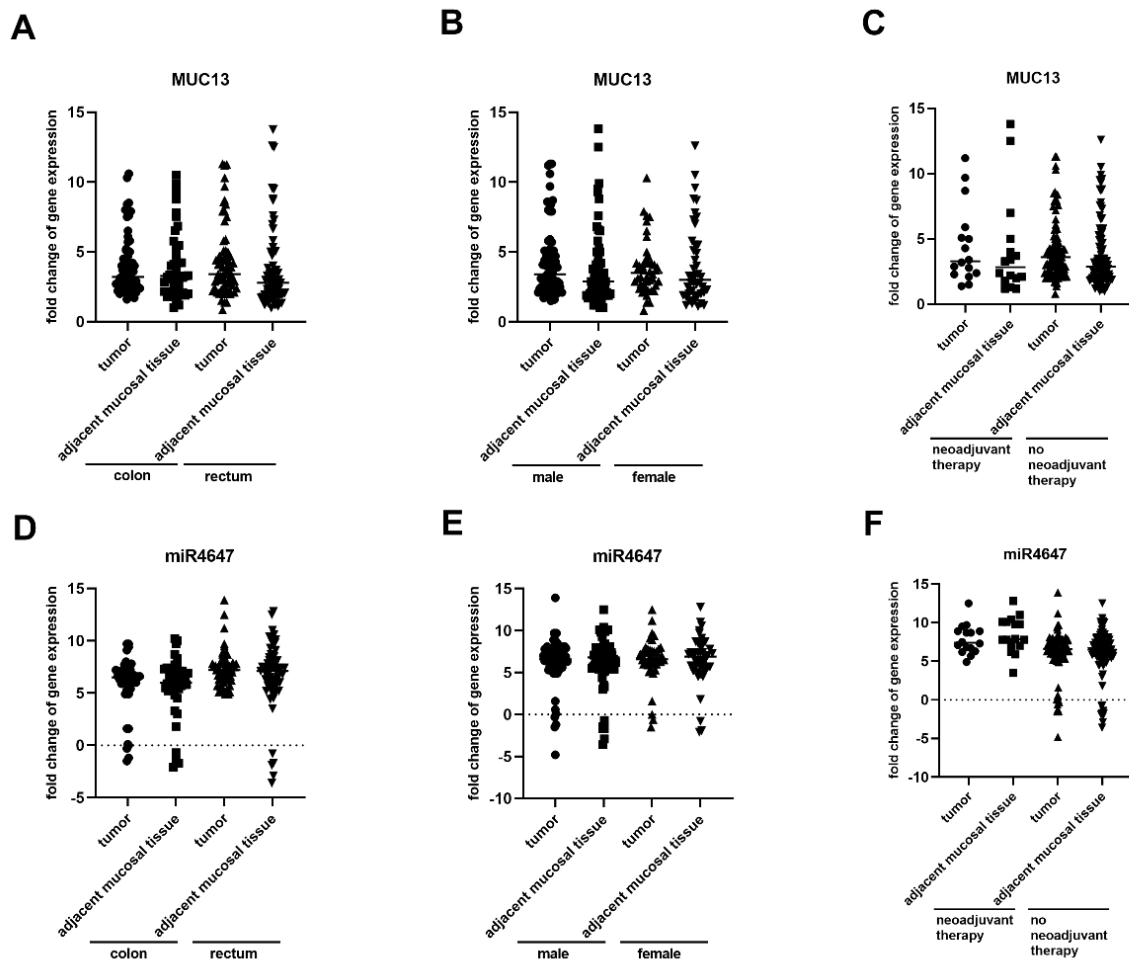 A
MUC13
fold change of gene expression
15
10
5
0
tumor
adjacent mucosal tissue
tumor
adjacent mucosal tissue
colon
rectum
B
MUC13
fold change of gene expression
15
10
5
0
tumor
adjacent mucosal tissue
tumor
adjacent mucosal tissue
male
female
C
MUC13
fold change of gene expression
15
10
5
0
tumor
adjacent mucosal tissue
tumor
adjacent mucosal tissue
neoadjuvant
therapy
no
neoadjuvant
therapy
D
miR4647
fold change of gene expression
15
10
5
0
-5
tumor
adjacent mucosal tissue
tumor
adjacent mucosal tissue
colon
rectum
E
miR4647
fold change of gene expression
15
10
5
0
-5
-10
tumor
adjacent mucosal tissue
tumor
adjacent mucosal tissue
male
female
F
miR4647
fold change of gene expression
15
10
5
0
-5
-10
tumor
adjacent mucosal tissue
tumor
adjacent mucosal tissue
neoadjuvant
therapy
no
neoadjuvant
therapy